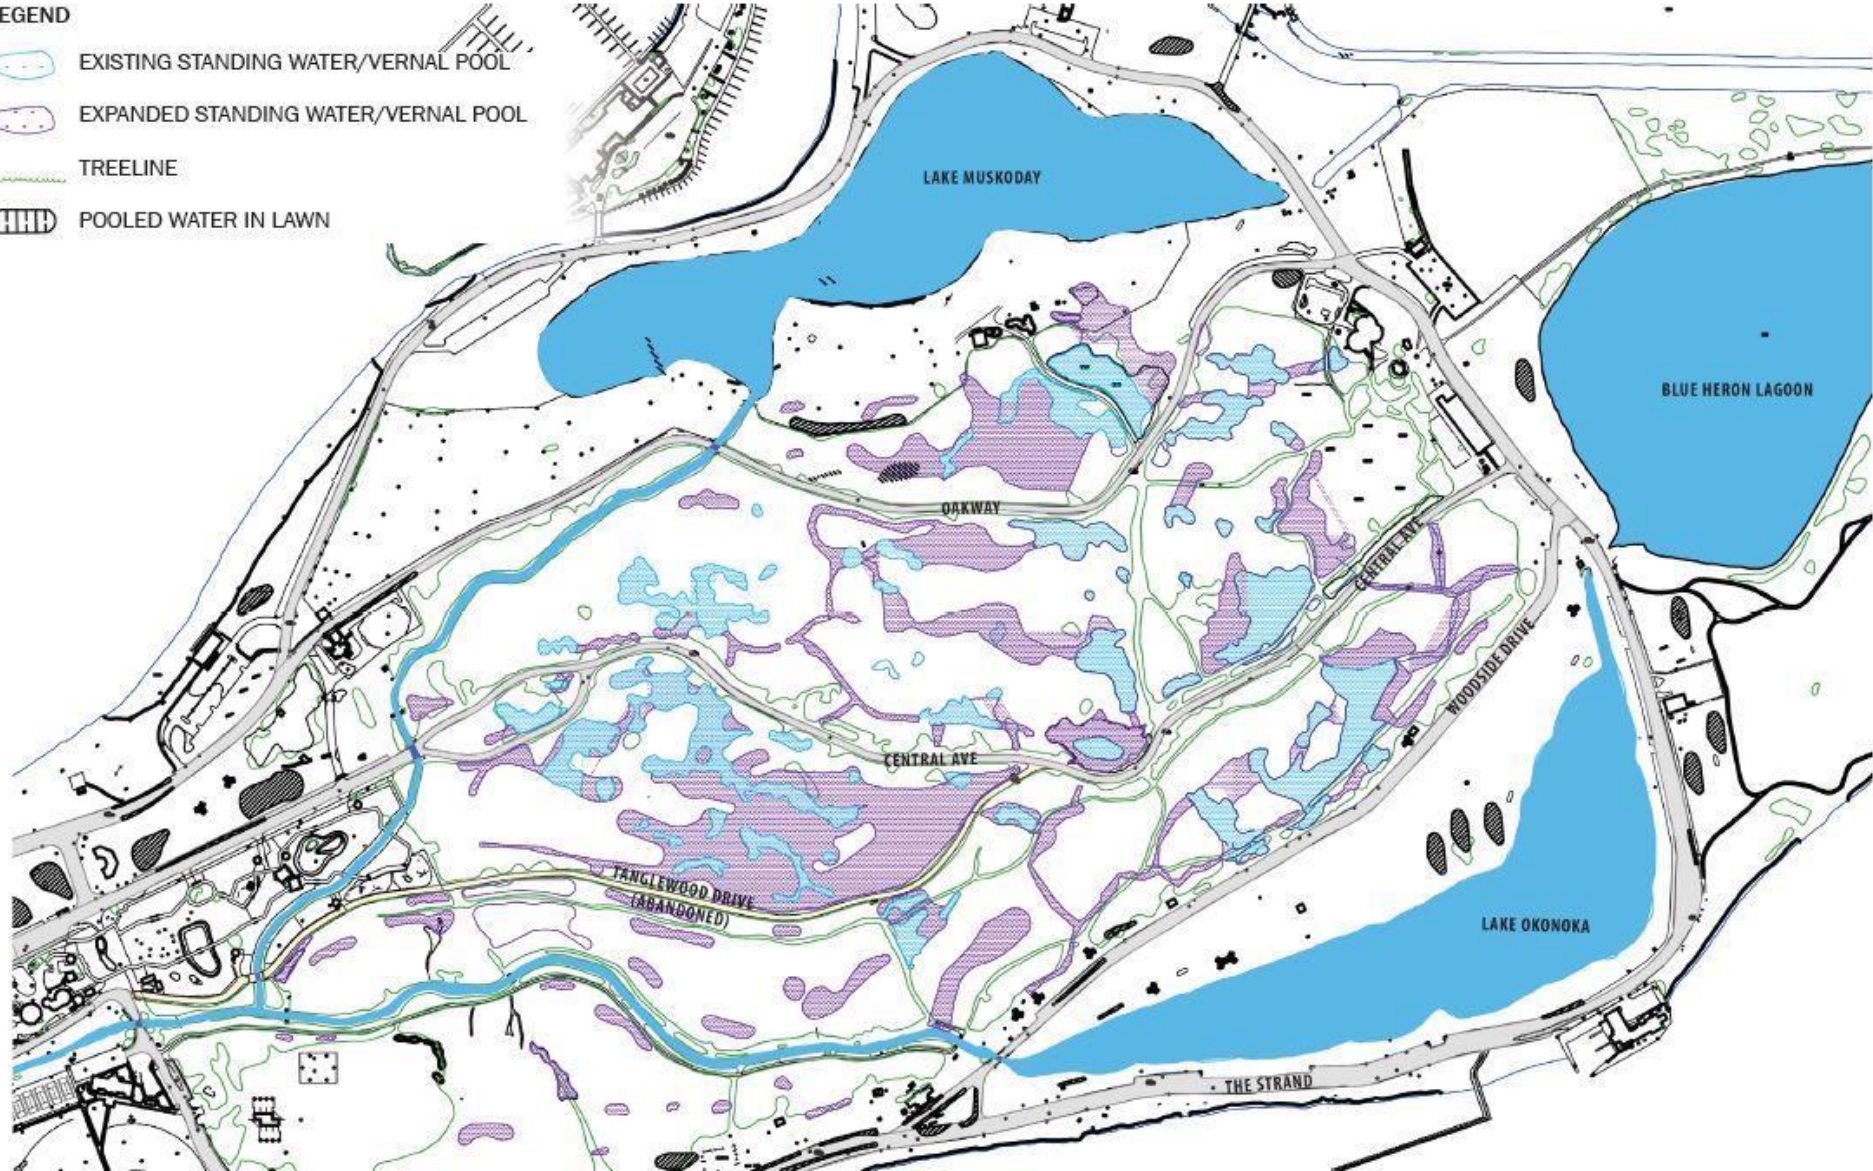 EGEND
EXISTING STANDING WATER/VERNAL POOL
EXPANDED STANDING WATER/VERNAL POOL
TREELINE
POOLED WATER IN LAWN
LAKE MUSKODAY
BLUE HERON LAGOON
OAKWAY
CENTRAL AVE
WOODSIDE DRIVE
CENTRAL AVE
TANGLEWOOD DRIVE
(ABANDONED)
LAKE OKONOKA
THE STRAND